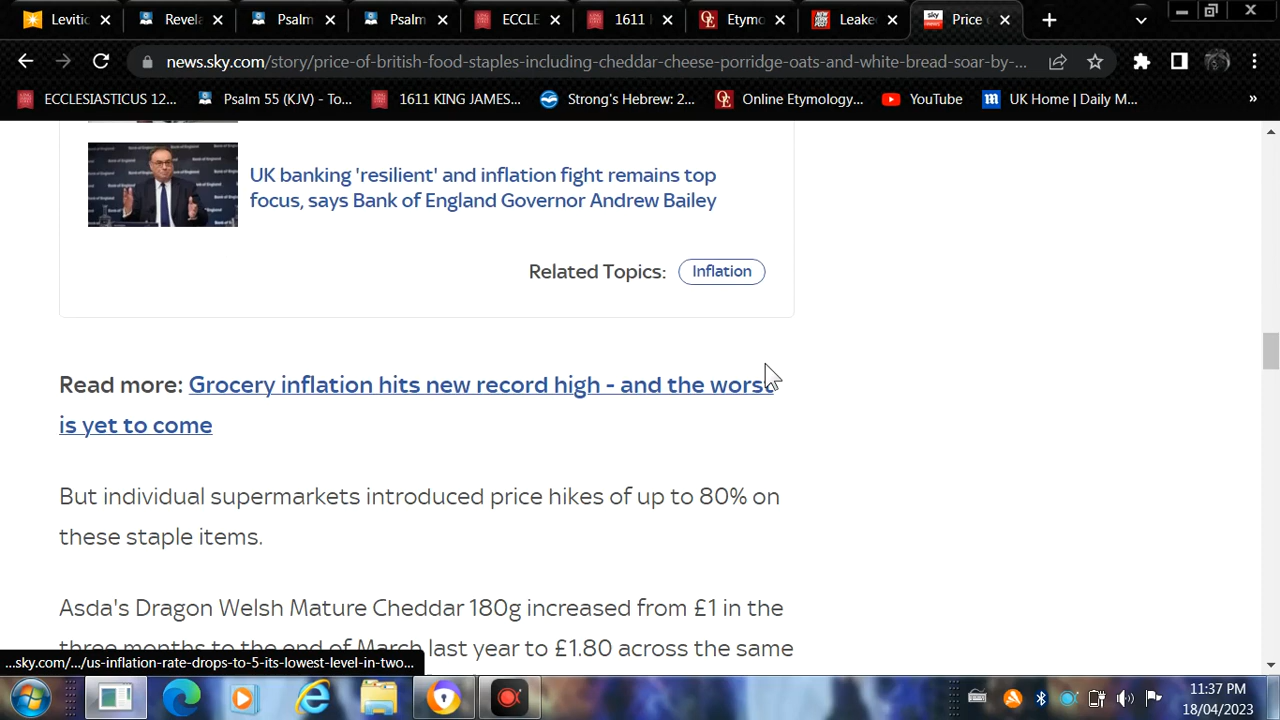 Leviti
Revela
Psalm
Psalm
ECCLE
1611
Etym
Leake
sky
Price
news.sky.com/story/price-of-british-food-staples-including-cheddar-cheese-porridge-oats-and-white-bread-soar-by-...
ECCLESIASTICUS 12...
Psalm 55 (KJV) - To...
1611 KING JAMES...
Strong's Hebrew: 2...
Online Etymology...
YouTube
UK Home | Daily M...
»
UK banking 'resilient' and inflation fight remains top
focus, says Bank of England Governor Andrew Bailey
Related Topics: Inflation
Read more: Grocery inflation hits new record high - and the worst
is yet to come
But individual supermarkets introduced price hikes of up to 80% on
these staple items.
Asda's Dragon Welsh Mature Cheddar 180g increased from £1 in the
three months to the end of March last year to £1.80 across the same
...sky.com/.../us-inflation-rate-drops-to-5-its-lowest-level-in-two...
11:37 PM
18/04/2023